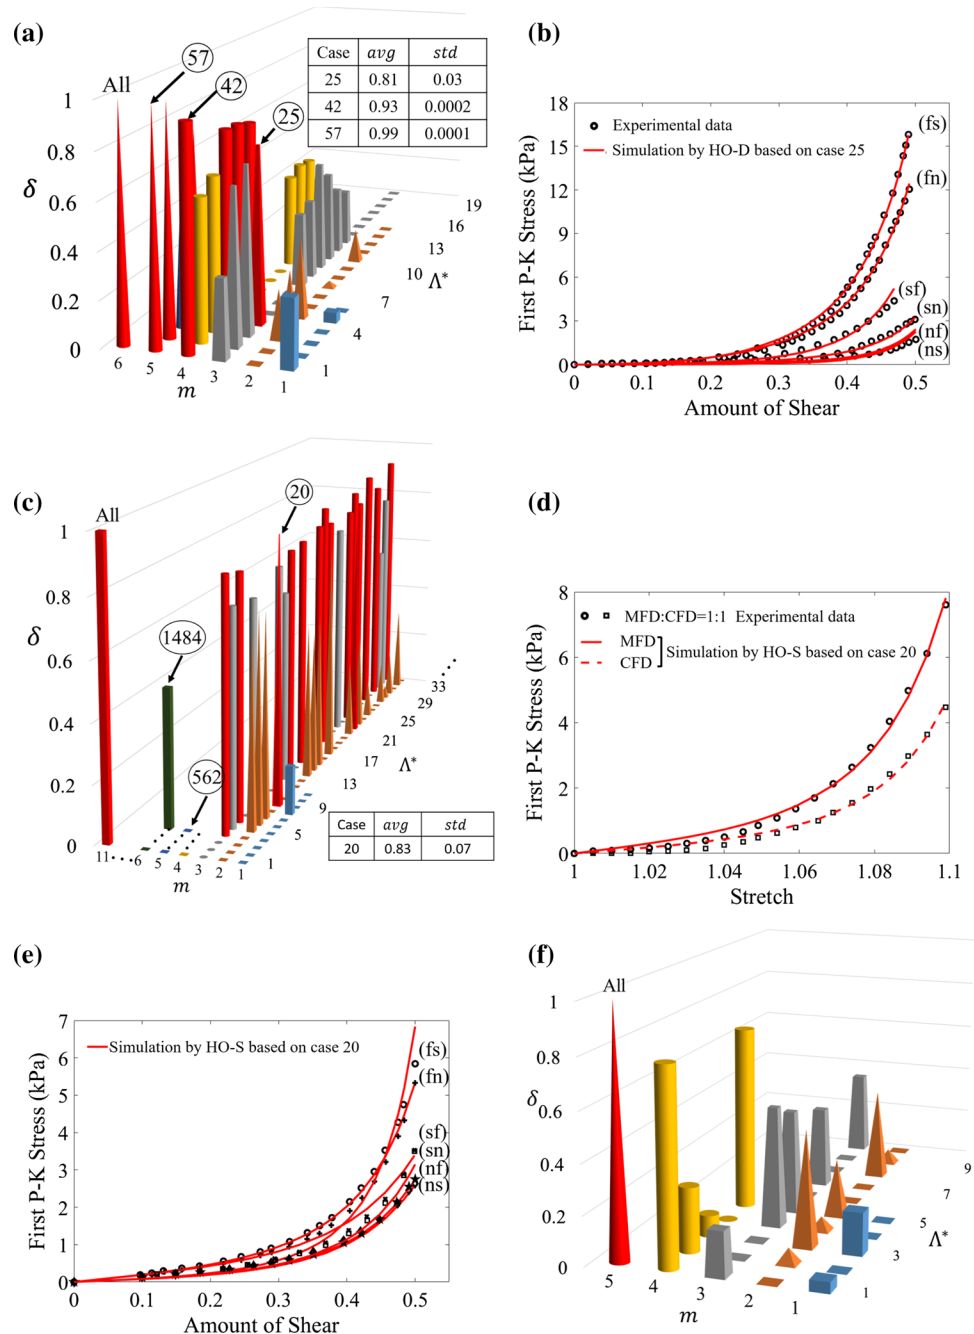 (a)
All
57
42
25
Case avg std
25 0.81 0.03
42 0.93 0.0002
57 0.99 0.0001
1
0.8
0.6
0.4
0.2
0
δ
6
5
4
3
2
1
m
1
4
7
10
13
16
19
Λ*
(b)
18
15
12
9
6
3
0
First P-K Stress (kPa)
Experimental data
Simulation by HO-D based on case 25
(fs)
(fn)
(sf)
(sn)
(nf)
(ns)
0 0.1 0.2 0.3 0.4 0.5
Amount of Shear
(c)
All
20
1484
562
1
0.8
0.6
0.4
0.2
0
δ
11
6
5
4
3
2
1
m
1
5
9
13
17
21
25
29
33
Λ*
Case avg std
20 0.83 0.07
(d)
8
6
4
2
0
First P-K Stress (kPa)
MFD:CFD=1:1 Experimental data
MFD
CFD
Simulation by HO-S based on case 20
1 1.02 1.04 1.06 1.08 1.1
Stretch
(e)
7
6
5
4
3
2
1
0
First P-K Stress (kPa)
Simulation by HO-S based on case 20
(fs)
(fn)
(sf)
(sn)
(nf)
(ns)
0 0.1 0.2 0.3 0.4 0.5
Amount of Shear
(f)
All
1
0.8
0.6
0.4
0.2
0
δ
5
4
3
2
1
m
1
3
5
7
9
Λ*